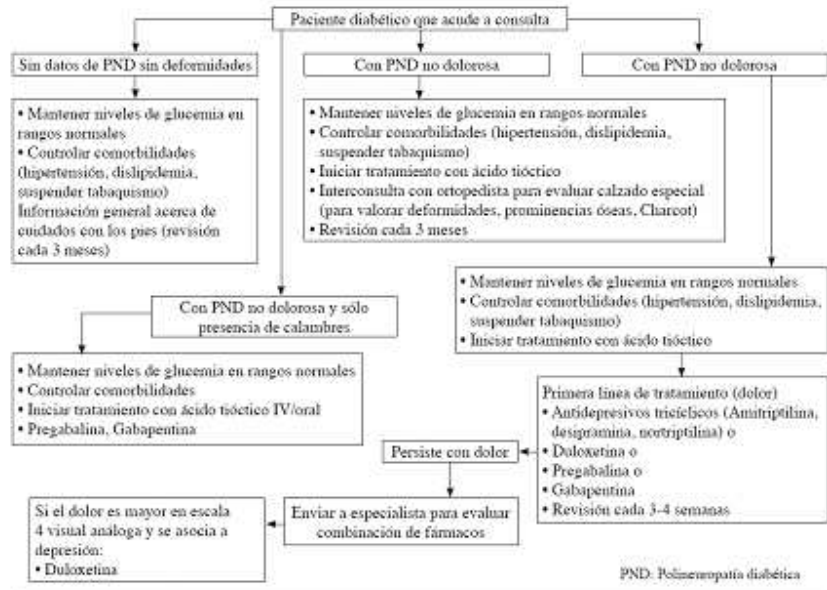 Paciente diabético que acude a consulta
Sin datos de PND sin deformidades
Con PND no dolorosa
Con PND no dolorosa
• Mantener niveles de glucemia en
rangos normales
• Controlar comorbilidades
(hipertensión, dislipidemia,
suspender tabaquismo)
Información general acerca de
cuidados con los pies (revisión
cada 3 meses)
• Mantener niveles de glucemia en rangos normales
• Controlar comorbilidades (hipertensión, dislipidemia,
suspender tabaquismo)
• Iniciar tratamiento con ácido tióctico
• Interconsulta con ortopedista para evaluar calzado especial
(para valorar deformidades, prominencias óseas, Charcot)
• Revisión cada 3 meses
• Mantener niveles de glucemia en rangos normales
• Controlar comorbilidades (hipertensión, dislipidemia,
suspender tabaquismo)
• Iniciar tratamiento con ácido tióctico
Con PND no dolorosa y sólo
presencia de calambres
• Mantener niveles de glucemia en rangos normales
• Controlar comorbilidades
• Iniciar tratamiento con ácido tióctico IV/oral
• Pregabalina, Gabapentina
Primera línea de tratamiento (dolor)
• Antidepresivos tricíclicos (Amitriptilina,
desipramina, nortriptilina) o
• Duloxetina o
• Pregabalina o
• Gabapentina
• Revisión cada 3-4 semanas
Persiste con dolor
Enviar a especialista para evaluar
combinación de fármacos
Si el dolor es mayor en escala
4 visual análoga y se asocia a
depresión:
• Duloxetina
PND: Polineuropatía diabética